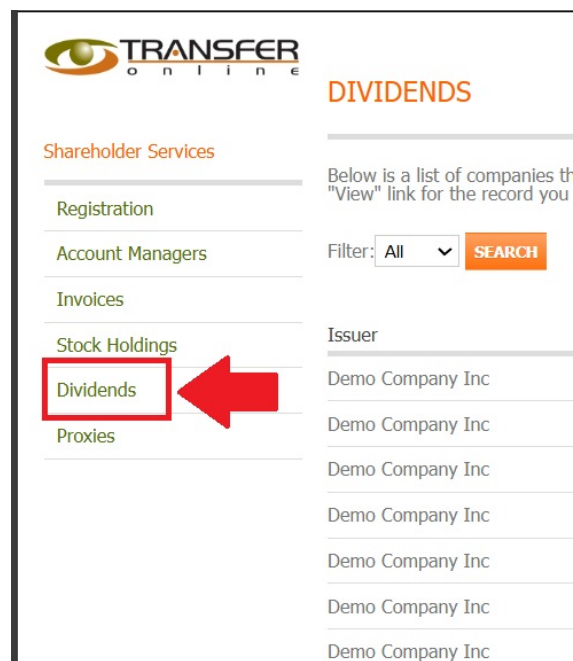 TRANSFER
online
Shareholder Services
Registration
Account Managers
Invoices
Stock Holdings
Dividends
Proxies
DIVIDENDS
Below is a list of companies th
"View" link for the record you
Filter: All SEARCH
Issuer
Demo Company Inc
Demo Company Inc
Demo Company Inc
Demo Company Inc
Demo Company Inc
Demo Company Inc
Demo Company Inc